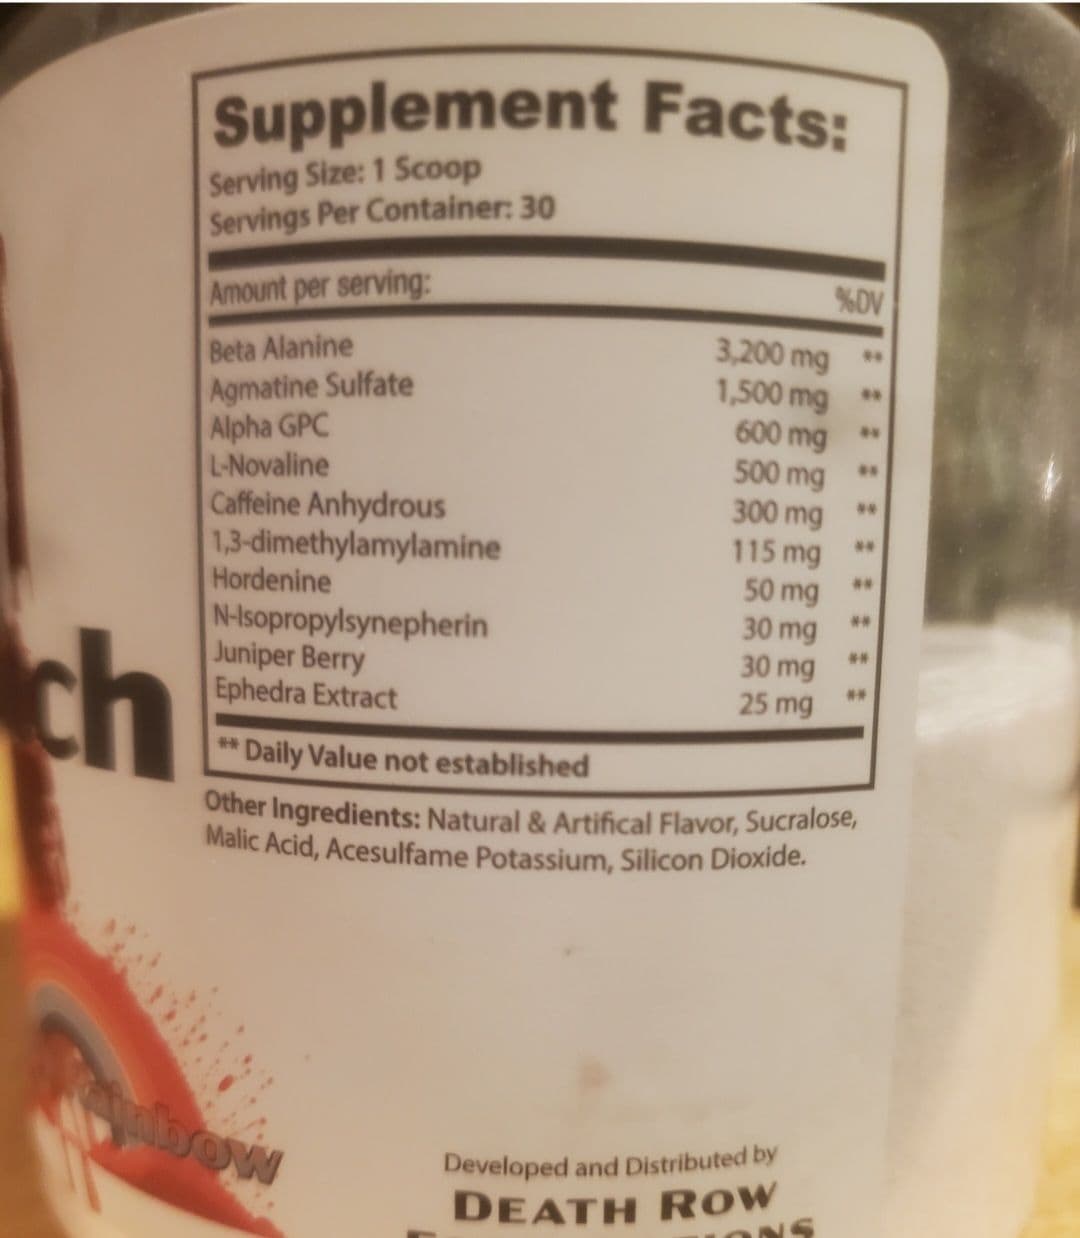 Supplement Facts:
Serving Size: 1 Scoop
Servings Per Container: 30
Amount per serving:
%DV
Beta Alanine 3,200 mg **
Agmatine Sulfate 1,500 mg **
Alpha GPC 600 mg **
L-Novaline 500 mg **
Caffeine Anhydrous 300 mg **
1,3-dimethylamylamine 115 mg **
Hordenine 50 mg **
N-Isopropylsynepherin 30 mg **
Juniper Berry 30 mg **
Ephedra Extract 25 mg **
** Daily Value not established
Other Ingredients: Natural & Artifical Flavor, Sucralose,
Malic Acid, Acesulfame Potassium, Silicon Dioxide.
ch
ainbow
Developed and Distributed by
DEATH ROW